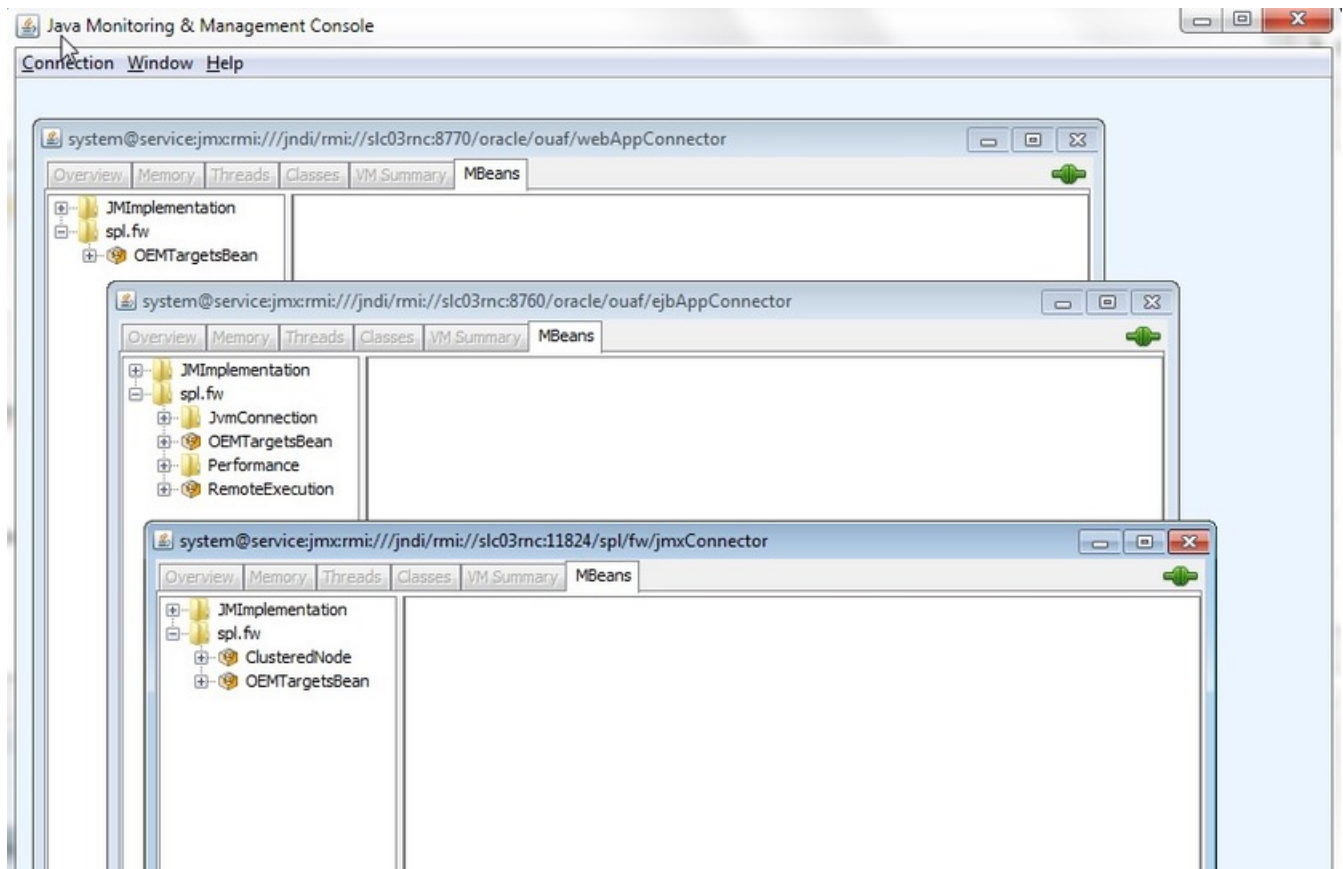 Java Monitoring & Management Console
Connection Window Help
system@service:jmx:rmi:///jndi/rmi://slc03rnc:8770/oracle/ouaf/webAppConnector
Overview Memory Threads Classes VM Summary MBeans
JMImplementation
spl.fw
OEMTargetsBean
system@service:jmx:rmi:///jndi/rmi://slc03rnc:8760/oracle/ouaf/ejbAppConnector
Overview Memory Threads Classes VM Summary MBeans
JMImplementation
spl.fw
JvmConnection
OEMTargetsBean
Performance
RemoteExecution
system@service:jmx:rmi:///jndi/rmi://slc03rnc:11824/spl/fw/jmxConnector
Overview Memory Threads Classes VM Summary MBeans
JMImplementation
spl.fw
ClusteredNode
OEMTargetsBean